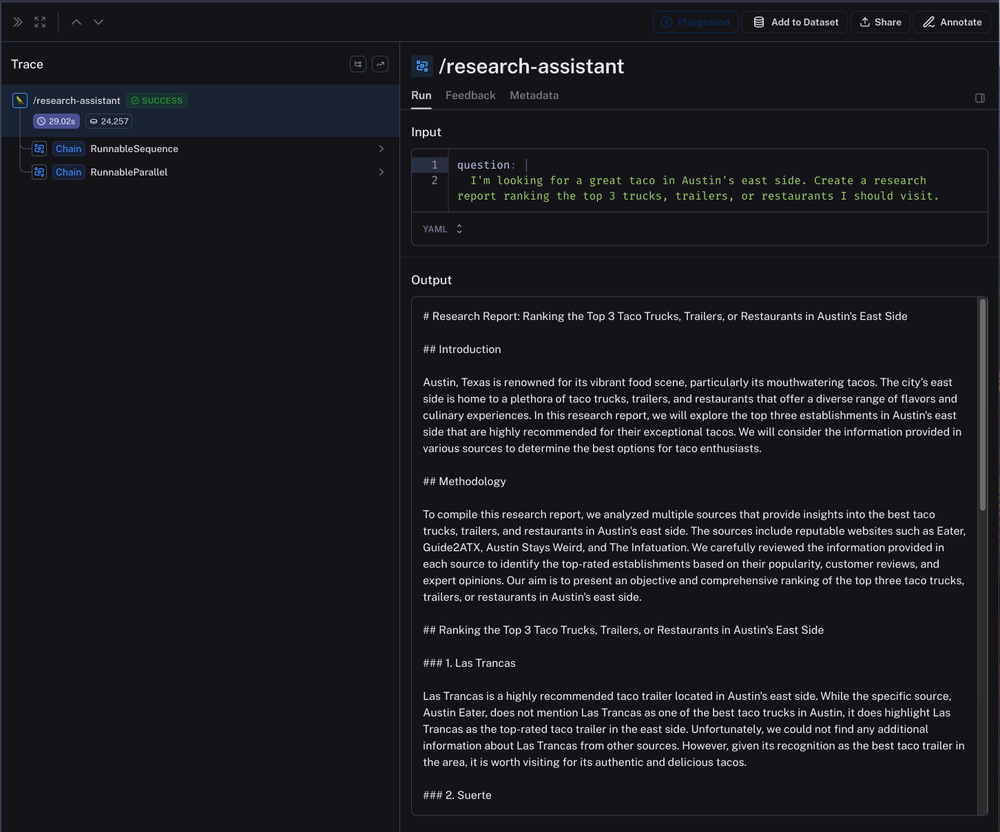 Playground
Add to Dataset
Share
Annotate
Trace
/research-assistant SUCCESS
29.02s 24,257
Chain RunnableSequence
Chain RunnableParallel
/research-assistant
Run Feedback Metadata
Input
1 question: |
2 I'm looking for a great taco in Austin's east side. Create a research
report ranking the top 3 trucks, trailers, or restaurants I should visit.
YAML
Output
# Research Report: Ranking the Top 3 Taco Trucks, Trailers, or Restaurants in Austin's East Side
## Introduction
Austin, Texas is renowned for its vibrant food scene, particularly its mouthwatering tacos. The city's east
side is home to a plethora of taco trucks, trailers, and restaurants that offer a diverse range of flavors and
culinary experiences. In this research report, we will explore the top three establishments in Austin's east
side that are highly recommended for their exceptional tacos. We will consider the information provided in
various sources to determine the best options for taco enthusiasts.
## Methodology
To compile this research report, we analyzed multiple sources that provide insights into the best taco
trucks, trailers, and restaurants in Austin's east side. The sources include reputable websites such as Eater,
Guide2ATX, Austin Stays Weird, and The Infatuation. We carefully reviewed the information provided in
each source to identify the top-rated establishments based on their popularity, customer reviews, and
expert opinions. Our aim is to present an objective and comprehensive ranking of the top three taco trucks,
trailers, or restaurants in Austin's east side.
## Ranking the Top 3 Taco Trucks, Trailers, or Restaurants in Austin's East Side
### 1. Las Trancas
Las Trancas is a highly recommended taco trailer located in Austin's east side. While the specific source,
Austin Eater, does not mention Las Trancas as one of the best taco trucks in Austin, it does highlight Las
Trancas as the top-rated taco trailer in the east side. Unfortunately, we could not find any additional
information about Las Trancas from other sources. However, given its recognition as the best taco trailer in
the area, it is worth visiting for its authentic and delicious tacos.
### 2. Suerte